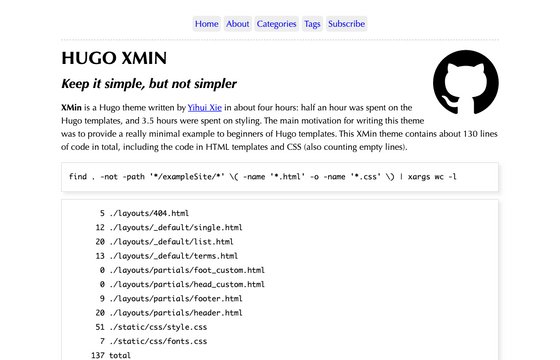 Home About Categories Tags Subscribe
HUGO XMIN
Keep it simple, but not simpler
XMin is a Hugo theme written by Yihui Xie in about four hours: half an hour was spent on the
Hugo templates, and 3.5 hours were spent on styling. The main motivation for writing this theme
was to provide a really minimal example to beginners of Hugo templates. This XMin theme contains about 130 lines
of code in total, including the code in HTML templates and CSS (also counting empty lines).
find . -not -path '*/exampleSite/*' \( -name '*.html' -o -name '*.css' \) | xargs wc -l
5 ./layouts/404.html
12 ./layouts/_default/single.html
20 ./layouts/_default/list.html
13 ./layouts/_default/terms.html
0 ./layouts/partials/foot_custom.html
0 ./layouts/partials/head_custom.html
9 ./layouts/partials/footer.html
20 ./layouts/partials/header.html
51 ./static/css/style.css
7 ./static/css/fonts.css
137 total